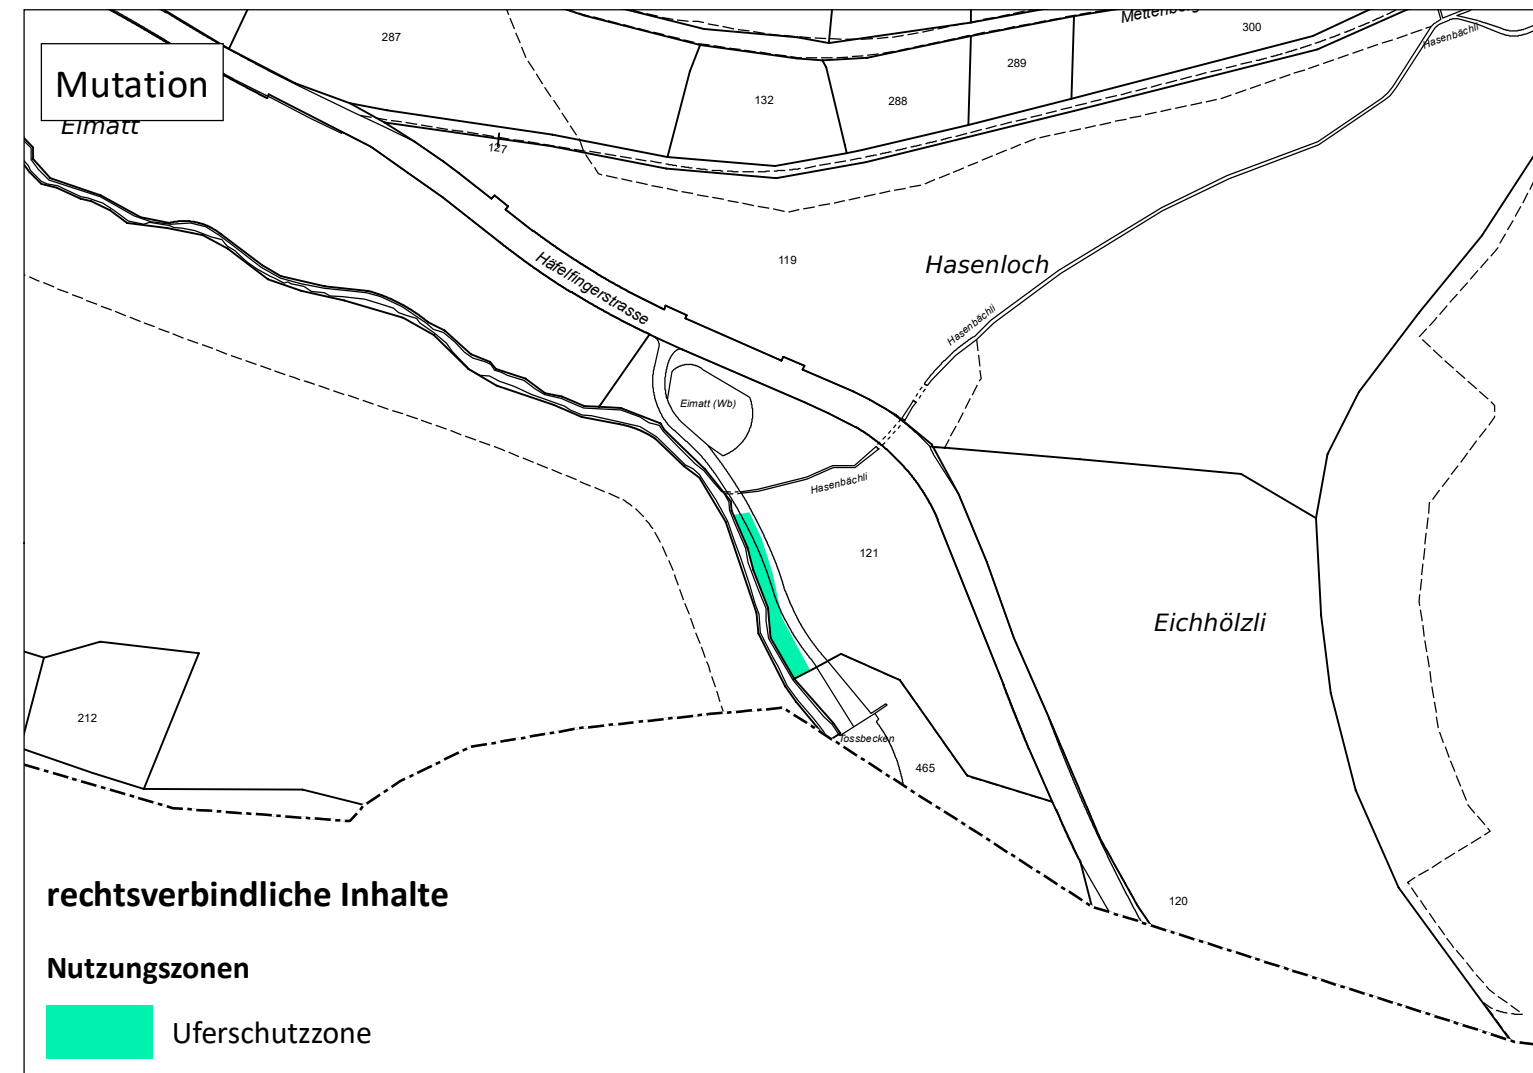 287
300
Hasenbächli
289
Mutation
132
288
Eimatt
127
119
Hasenloch
Häfelfingerstrasse
Hasenbächli
Eimatt (Wb)
Hasenbächli
121
Eichhölzli
212
Tossbecken
465
120
rechtsverbindliche Inhalte
Nutzungszonen
Uferschutzzone